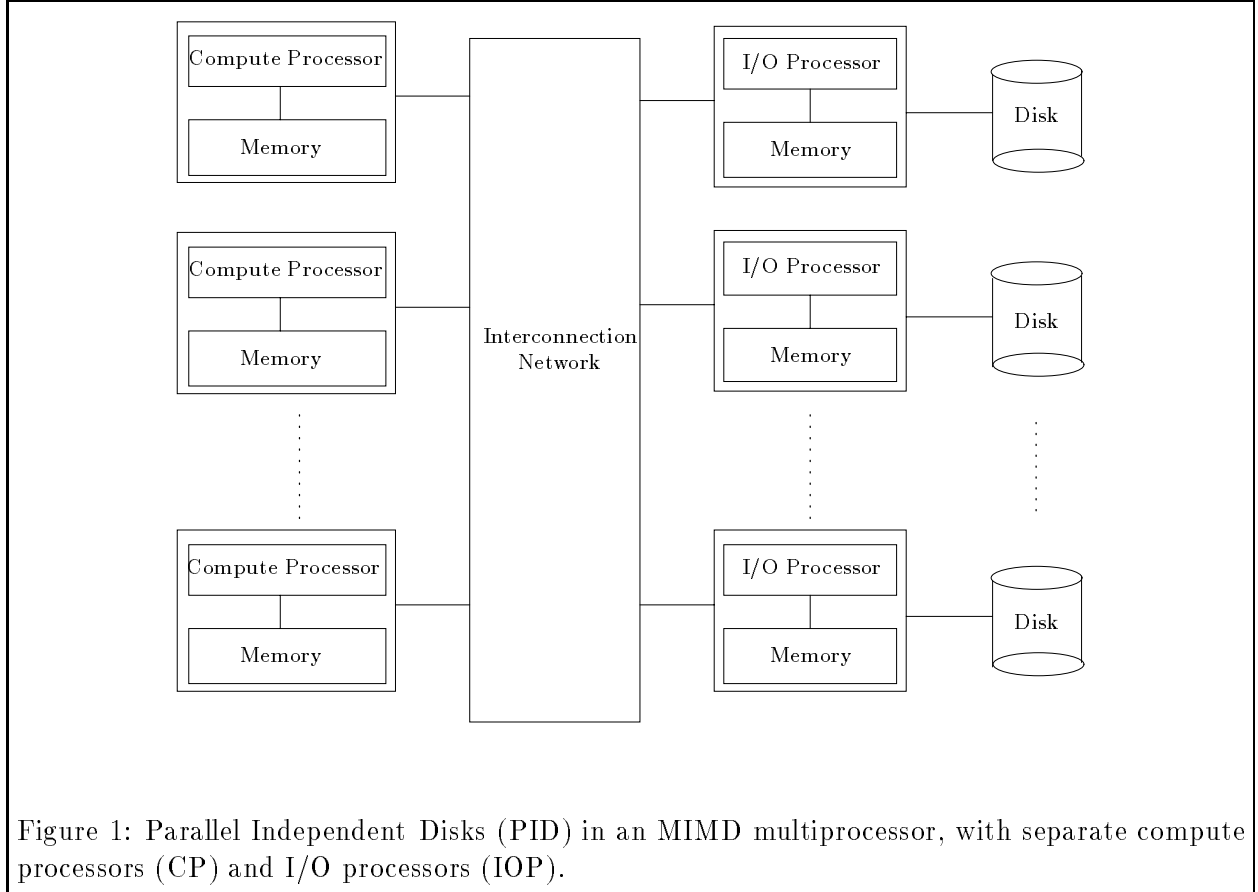 Compute Processor
Memory
I/O Processor
Memory
Disk
Compute Processor
Memory
I/O Processor
Memory
Disk
Interconnection
Network
Compute Processor
Memory
I/O Processor
Memory
Disk
Figure 1: Parallel Independent Disks (PID) in an MIMD multiprocessor, with separate compute
processors (CP) and I/O processors (IOP).